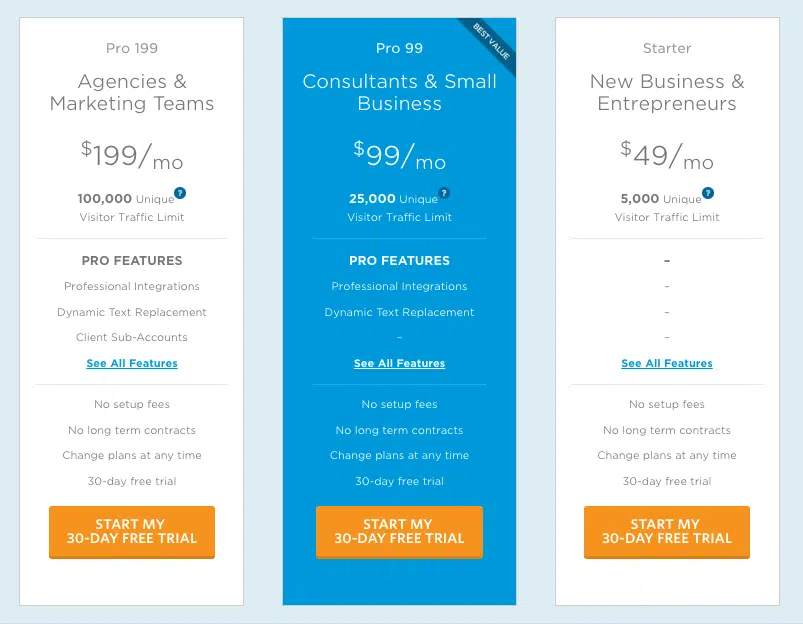 Pro 199
Agencies &
Marketing Teams
$199/mo
100,000 Unique ?
Visitor Traffic Limit
PRO FEATURES
Professional Integrations
Dynamic Text Replacement
Client Sub-Accounts
See All Features
No setup fees
No long term contracts
Change plans at any time
30-day free trial
START MY
30-DAY FREE TRIAL
BEST VALUE
Pro 99
Consultants & Small
Business
$99/mo
25,000 Unique ?
Visitor Traffic Limit
PRO FEATURES
Professional Integrations
Dynamic Text Replacement
–
See All Features
No setup fees
No long term contracts
Change plans at any time
30-day free trial
START MY
30-DAY FREE TRIAL
Starter
New Business &
Entrepreneurs
$49/mo
5,000 Unique ?
Visitor Traffic Limit
–
–
–
–
See All Features
No setup fees
No long term contracts
Change plans at any time
30-day free trial
START MY
30-DAY FREE TRIAL